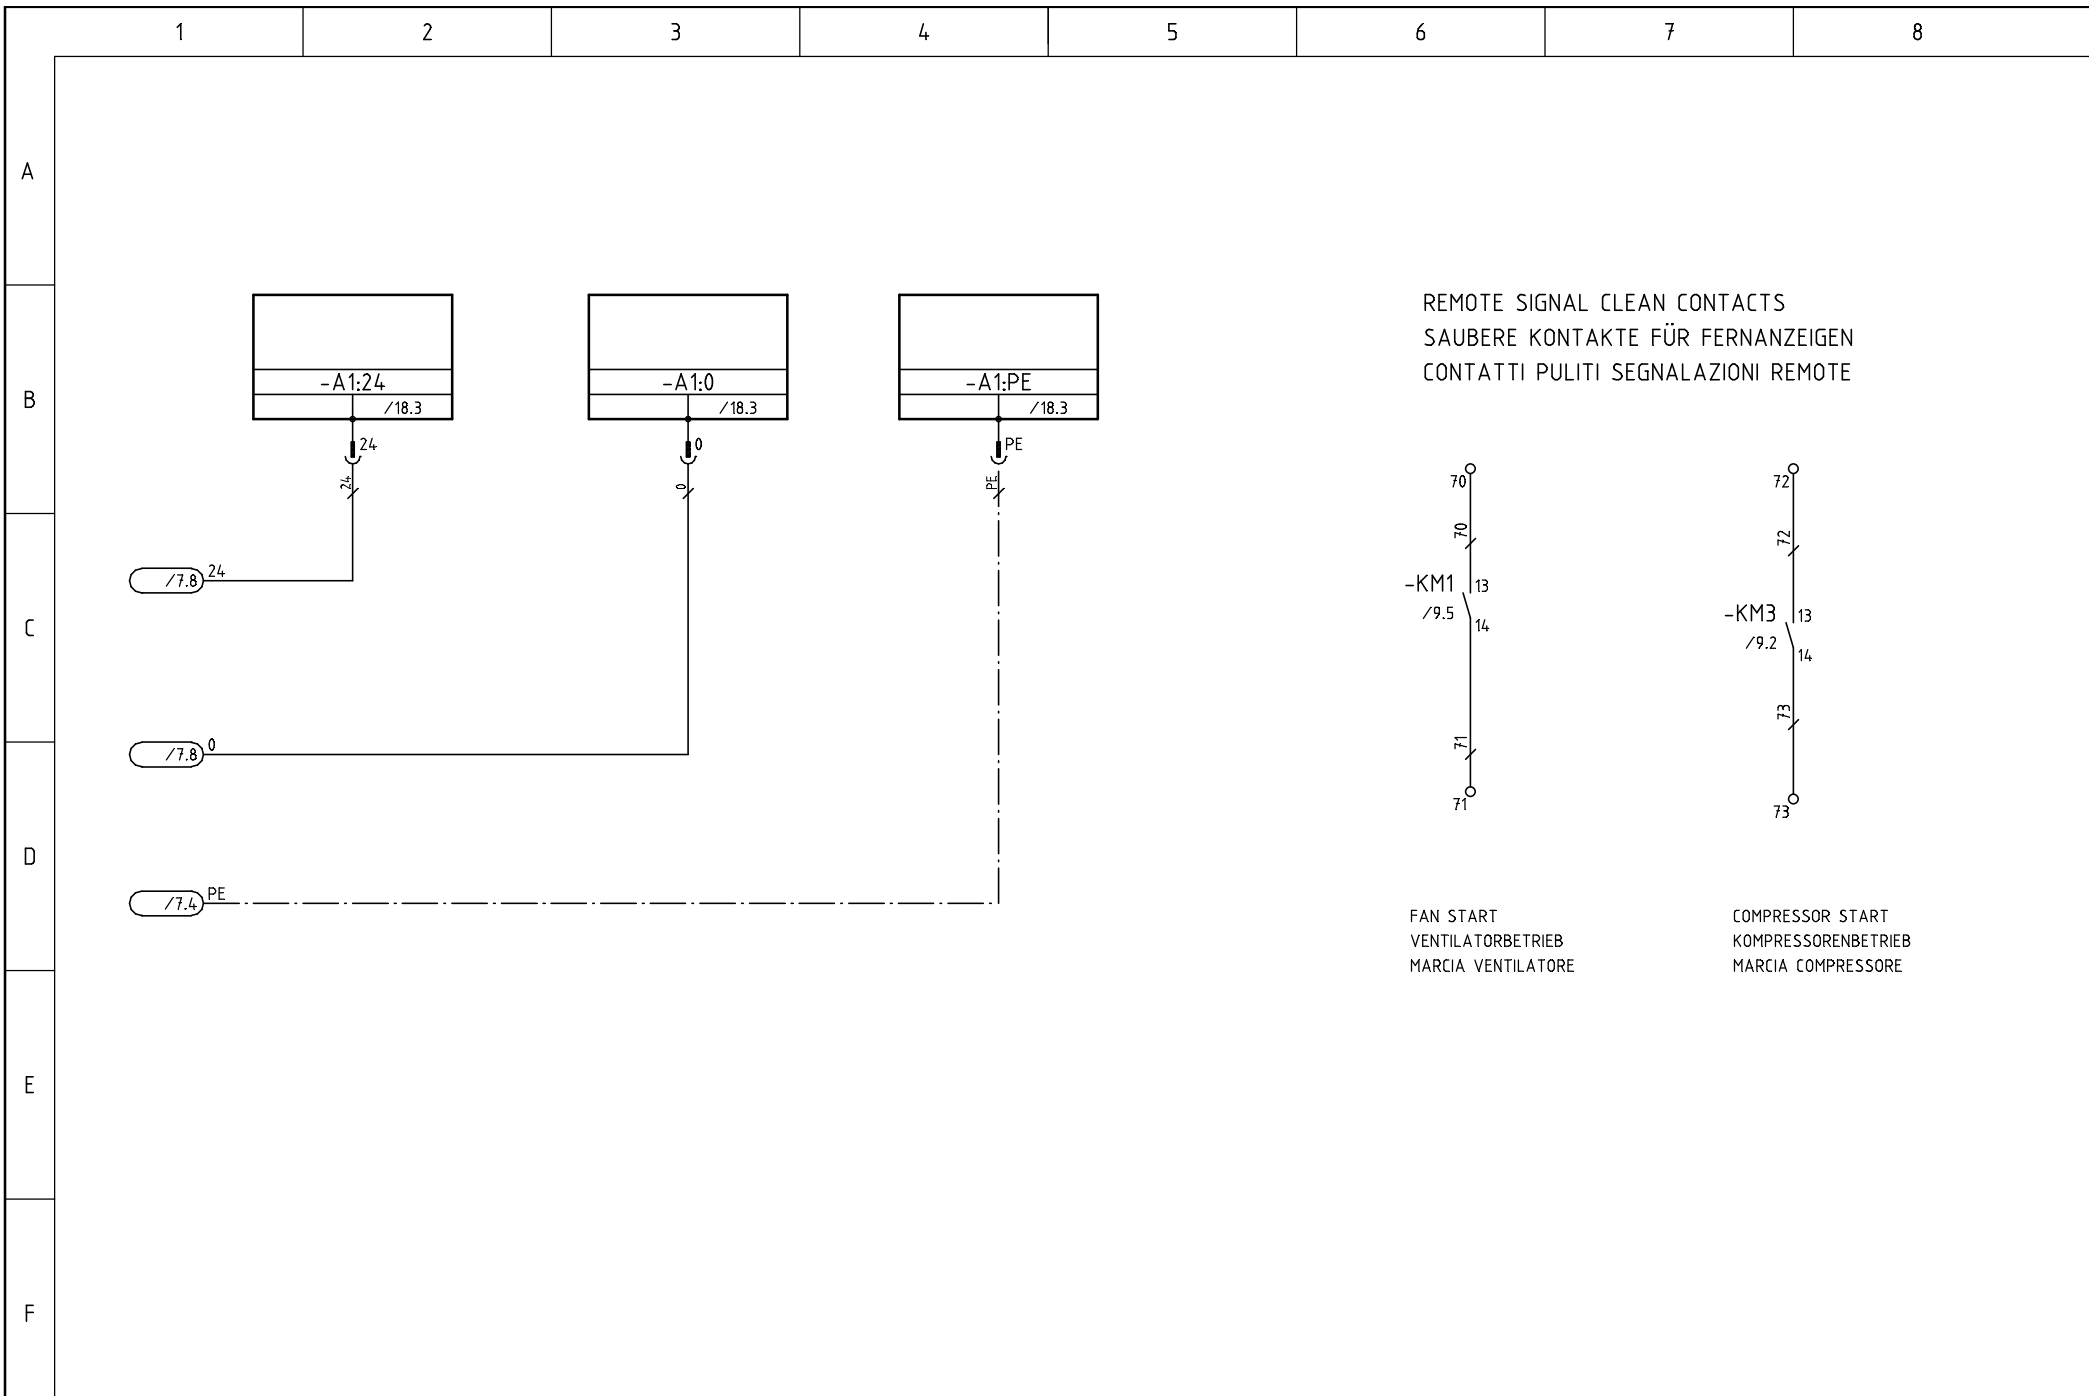 1 2 3 4 5 6 7 8
A
B
C
D
E
F
-A1:24
/18.3
24
24
-A1:0
/18.3
0
0
-A1:PE
/18.3
PE
PE
/7.8 24
/7.8 0
/7.4 PE
REMOTE SIGNAL CLEAN CONTACTS
SAUBERE KONTAKTE FÜR FERNANZEIGEN
CONTATTI PULITI SEGNALAZIONI REMOTE
70
70
-KM1 13
/9.5 14
71
71
FAN START
VENTILATORBETRIEB
MARCIA VENTILATORE
72
72
-KM3 13
/9.2 14
73
73
COMPRESSOR START
KOMPRESSORENBETRIEB
MARCIA COMPRESSORE